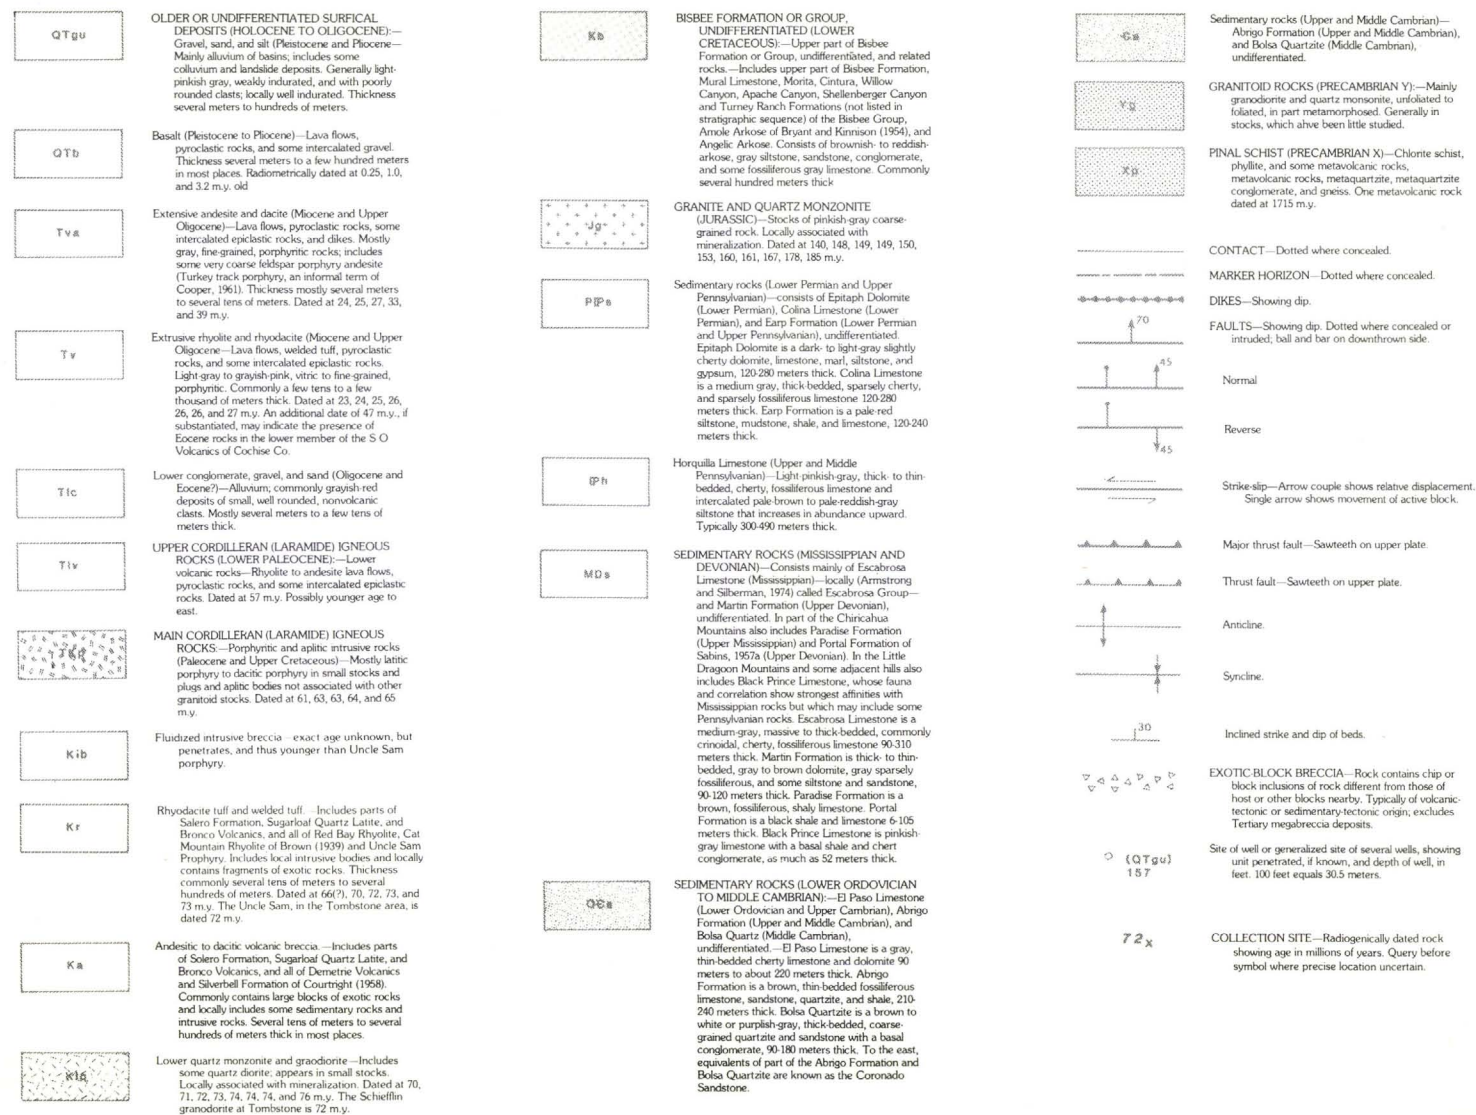 QTgu
OLDER OR UNDIFFERENTIATED SURFICAL
DEPOSITS (HOLOCENE TO OLIGOCENE):—
Gravel, sand, and silt (Pleistocene and Pliocene—
Mainly alluvium of basins; includes some
colluvium and landslide deposits. Generally light-
pinkish gray, weakly indurated, and with poorly
rounded clasts; locally well indurated. Thickness
several meters to hundreds of meters.
QTb
Basalt (Pleistocene to Pliocene)—Lava flows,
pyroclastic rocks, and some intercalated gravel.
Thickness several meters to a few hundred meters
in most places. Radiometrically dated at 0.25, 1.0,
and 3.2 m.y. old
Tva
Extensive andesite and dacite (Miocene and Upper
Oligocene)—Lava flows, pyroclastic rocks, some
intercalated epiclastic rocks, and dikes. Mostly
gray, fine-grained, porphyritic rocks; includes
some very coarse feldspar porphyry andesite
(Turkey track porphyry, an informal term of
Cooper, 1961). Thickness mostly several meters
to several tens of meters. Dated at 24, 25, 27, 33,
and 39 m.y.
Tv
Extrusive rhyolite and rhyodacite (Miocene and Upper
Oligocene—Lava flows, welded tuff, pyroclastic
rocks, and some intercalated epiclastic rocks.
Light-gray to grayish-pink, vitric to fine-grained,
porphyritic. Commonly a few tens to a few
thousand of meters thick. Dated at 23, 24, 25, 26,
26, 26, and 27 m.y. An additional date of 47 m.y., if
substantiated, may indicate the presence of
Eocene rocks in the lower member of the S O
Volcanics of Cochise Co.
Tlc
Lower conglomerate, gravel, and sand (Oligocene and
Eocene?)—Alluvium; commonly grayish-red
deposits of small, well rounded, nonvolcanic
clasts. Mostly several meters to a few tens of
meters thick.
Tlv
UPPER CORDILLERAN (LARAMIDE) IGNEOUS
ROCKS (LOWER PALEOCENE):—Lower
volcanic rocks—Rhyolite to andesite lava flows,
pyroclastic rocks, and some intercalated epiclastic
rocks. Dated at 57 m.y. Possibly younger age to
east.
MAIN CORDILLERAN (LARAMIDE) IGNEOUS
ROCKS:—Porphyritic and aplitic intrusive rocks
(Paleocene and Upper Cretaceous)—Mostly latitic
porphyry to dacitic porphyry in small stocks and
plugs and aplitic bodies not associated with other
granitoid stocks. Dated at 61, 63, 63, 64, and 65
m.y.
Kib
Fluidized intrusive breccia—exact age unknown, but
penetrates, and thus younger than Uncle Sam
porphyry.
Kr
Rhyodacite tuff and welded tuff.—Includes parts of
Salero Formation, Sugarloaf Quartz Latite, and
Bronco Volcanics, and all of Red Bay Rhyolite, Cat
Mountain Rhyolite of Brown (1939) and Uncle Sam
Prophyry. Includes local intrusive bodies and locally
contains fragments of exotic rocks. Thickness
commonly several tens of meters to several
hundreds of meters. Dated at 66(?), 70, 72, 73, and
73 m.y. The Uncle Sam, in the Tombstone area, is
dated 72 m.y.
Ka
Andesitic to dacitic volcanic breccia.—Includes parts
of Solero Formation, Sugarloaf Quartz Latite, and
Bronco Volcanics, and all of Demetrie Volcanics
and Silverbell Formation of Courtright (1958).
Commonly contains large blocks of exotic rocks
and locally includes some sedimentary rocks and
intrusive rocks. Several tens of meters to several
hundreds of meters thick in most places.
Lower quartz monzonite and graodiorite—Includes
some quartz diorite; appears in small stocks.
Locally associated with mineralization. Dated at 70,
71, 72, 73, 74, 74, 74, and 76 m.y. The Schiefflin
granodorite at Tombstone is 72 m.y.
Kb
BISBEE FORMATION OR GROUP,
UNDIFFERENTIATED (LOWER
CRETACEOUS):—Upper part of Bisbee
Formation or Group, undifferentiated, and related
rocks.—Includes upper part of Bisbee Formation,
Mural Limestone, Morita, Cintura, Willow
Canyon, Apache Canyon, Shellenberger Canyon
and Turney Ranch Formations (not listed in
stratigraphic sequence) of the Bisbee Group,
Amole Arkose of Bryant and Kinnison (1954), and
Angelic Arkose. Consists of brownish- to reddish-
arkose, gray siltstone, sandstone, conglomerate,
and some fossiliferous gray limestone. Commonly
several hundred meters thick
Jg
GRANITE AND QUARTZ MONZONITE
(JURASSIC)—Stocks of pinkish-gray coarse-
grained rock. Locally associated with
mineralization. Dated at 140, 148, 149, 149, 150,
153, 160, 161, 167, 178, 185 m.y.
PPs
Sedimentary rocks (Lower Permian and Upper
Pennsylvanian)—consists of Epitaph Dolomite
(Lower Permian), Colina Limestone (Lower
Permian), and Earp Formation (Lower Permian
and Upper Pennsylvanian), undifferentiated.
Epitaph Dolomite is a dark- to light-gray slightly
cherty dolomite, limestone, marl, siltstone, and
gypsum, 120-280 meters thick. Colina Limestone
is a medium gray, thick-bedded, sparsely cherty,
and sparsely fossiliferous limestone 120-280
meters thick. Earp Formation is a pale-red
siltstone, mudstone, shale, and limestone, 120-240
meters thick.
Ph
Horquilla Limestone (Upper and Middle
Pennsylvanian)—Light-pinkish-gray, thick- to thin-
bedded, cherty, fossiliferous limestone and
intercalated pale-brown to pale-reddish-gray
siltstone that increases in abundance upward.
Typically 300-490 meters thick.
MDs
SEDIMENTARY ROCKS (MISSISSIPPIAN AND
DEVONIAN)—Consists mainly of Escabrosa
Limestone (Mississippian)—locally (Armstrong
and Silberman, 1974) called Escabrosa Group—
and Martin Formation (Upper Devonian),
undifferentiated. In part of the Chiricahua
Mountains also includes Paradise Formation
(Upper Mississippian) and Portal Formation of
Sabins, 1957a (Upper Devonian). In the Little
Dragoon Mountains and some adjacent hills also
includes Black Prince Limestone, whose fauna
and correlation show strongest affinities with
Mississippian rocks but which may include some
Pennsylvanian rocks. Escabrosa Limestone is a
medium-gray, massive to thick-bedded, commonly
crinoidal, cherty, fossiliferous limestone 90-310
meters thick. Martin Formation is thick- to thin-
bedded, gray to brown dolomite, gray sparsely
fossiliferous, and some siltstone and sandstone,
90-120 meters thick. Paradise Formation is a
brown, fossiliferous, shaly limestone. Portal
Formation is a black shale and limestone 6-105
meters thick. Black Prince Limestone is pinkish-
gray limestone with a basal shale and chert
conglomerate, as much as 52 meters thick.
O€s
SEDIMENTARY ROCKS (LOWER ORDOVICIAN
TO MIDDLE CAMBRIAN):—El Paso Limestone
(Lower Ordovician and Upper Cambrian), Abrigo
Formation (Upper and Middle Cambrian), and
Bolsa Quartz (Middle Cambrian),
undifferentiated.—El Paso Limestone is a gray,
thin-bedded cherty limestone and dolomite 90
meters to about 220 meters thick. Abrigo
Formation is a brown, thin-bedded fossiliferous
limestone, sandstone, quartzite, and shale, 210-
240 meters thick. Bolsa Quartzite is a brown to
white or purplish-gray, thick-bedded, coarse-
grained quartzite and sandstone with a basal
conglomerate, 90-180 meters thick. To the east,
equivalents of part of the Abrigo Formation and
Bolsa Quartzite are known as the Coronado
Sandstone.
€s
Sedimentary rocks (Upper and Middle Cambrian)—
Abrigo Formation (Upper and Middle Cambrian),
and Bolsa Quartzite (Middle Cambrian),
undifferentiated.
Yg
GRANITOID ROCKS (PRECAMBRIAN Y):—Mainly
granodiorite and quartz monsonite, unfoliated to
foliated, in part metamorphosed. Generally in
stocks, which ahve been little studied.
Xp
PINAL SCHIST (PRECAMBRIAN X)—Chlorite schist,
phyllite, and some metavolcanic rocks,
metavolcanic rocks, metaquartzite, metaquartzite
conglomerate, and gneiss. One metavolcanic rock
dated at 1715 m.y.
CONTACT—Dotted where concealed.
MARKER HORIZON—Dotted where concealed.
DIKES—Showing dip.
70
FAULTS—Showing dip. Dotted where concealed or
intruded; ball and bar on downthrown side.
45
Normal
Reverse
45
Strike-slip—Arrow couple shows relative displacement.
Single arrow shows movement of active block.
Major thrust fault—Sawteeth on upper plate.
Thrust fault—Sawteeth on upper plate.
Anticline.
Syncline.
30
Inclined strike and dip of beds.
EXOTIC-BLOCK BRECCIA—Rock contains chip or
block inclusions of rock different from those of
host or other blocks nearby. Typically of volcanic-
tectonic or sedimentary-tectonic origin; excludes
Tertiary megabreccia deposits.
(QTgu)
157
Site of well or generalized site of several wells, showing
unit penetrated, if known, and depth of well, in
feet. 100 feet equals 30.5 meters.
72 x
COLLECTION SITE—Radiogenically dated rock
showing age in millions of years. Query before
symbol where precise location uncertain.